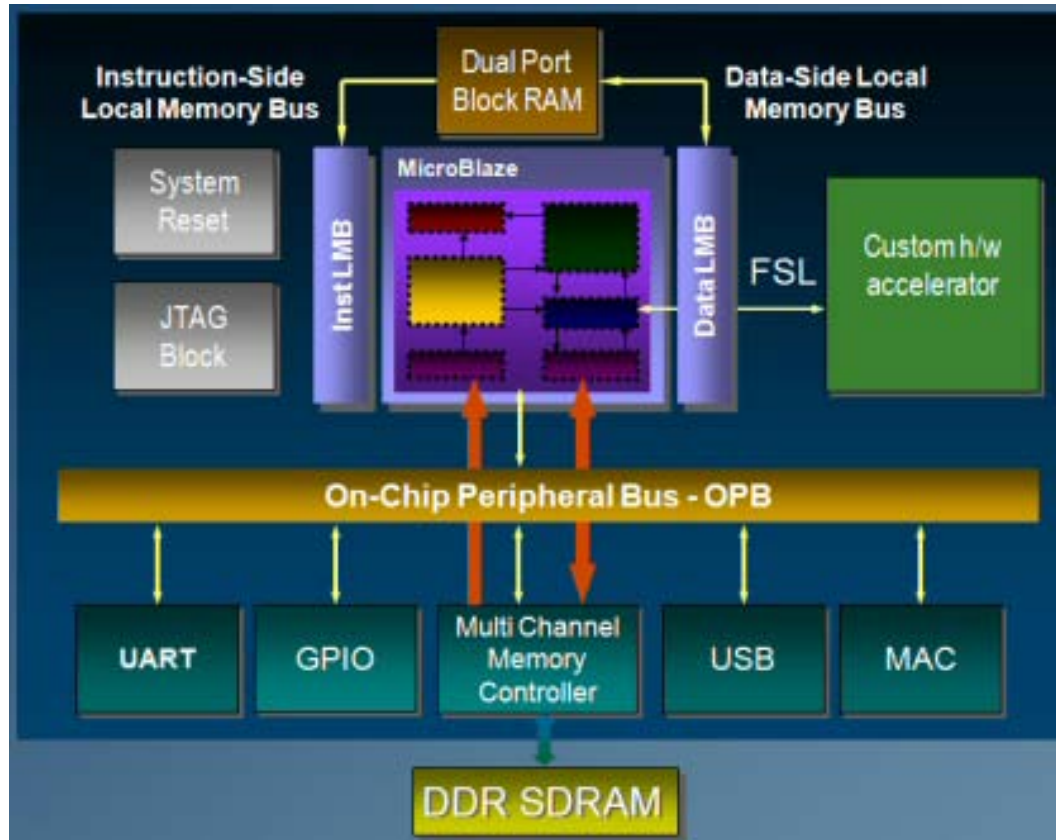 Dual Port
Block RAM
Instruction-Side
Local Memory Bus
Data-Side Local
Memory Bus
System
Reset
JTAG
Block
Inst LMB
MicroBlaze
Data LMB
FSL
Custom h/w
accelerator
On-Chip Peripheral Bus - OPB
UART
GPIO
Multi Channel
Memory
Controller
USB
MAC
DDR SDRAM